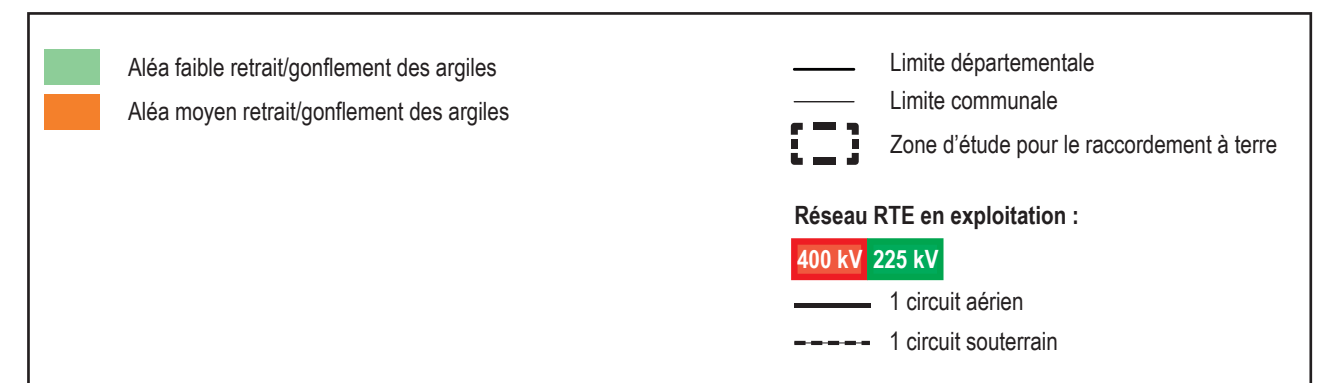 Aléa faible retrait/gonflement des argiles
Aléa moyen retrait/gonflement des argiles
Limite départementale
Limite communale
Zone d'étude pour le raccordement à terre
Réseau RTE en exploitation :
400 kV 225 kV
1 circuit aérien
1 circuit souterrain